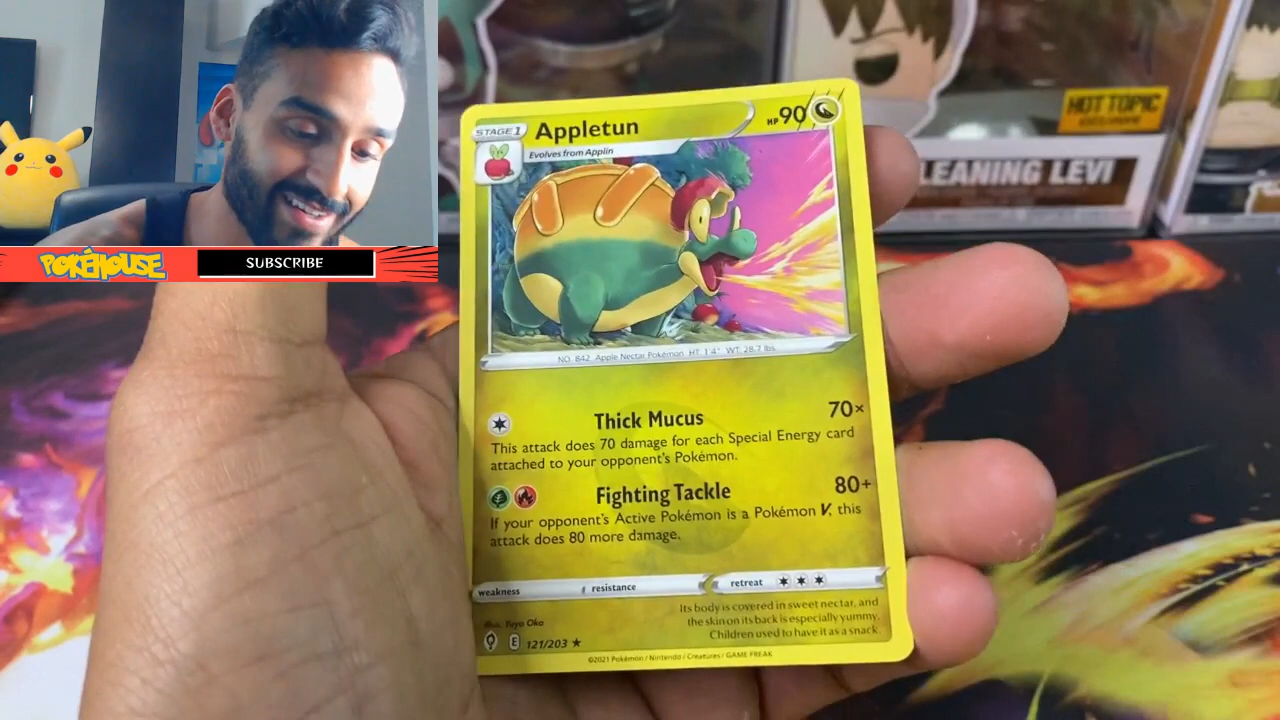 POKÉHOUSE
SUBSCRIBE
HOT TOPIC
EXCLUSIVE
LEANING LEVI
STAGE 1
Appletun
HP 90
Evolves from Applin
NO. 842 Apple Nectar Pokémon HT: 1'4" WT: 28.7 lbs.
Thick Mucus 70×
This attack does 70 damage for each Special Energy card
attached to your opponent's Pokémon.
Fighting Tackle 80+
If your opponent's Active Pokémon is a Pokémon V, this
attack does 80 more damage.
weakness resistance retreat
Its body is covered in sweet nectar, and
the skin on its back is especially yummy.
Children used to have it as a snack.
Illus. Yuya Oka
E 121/203 ★
©2021 Pokémon / Nintendo / Creatures / GAME FREAK